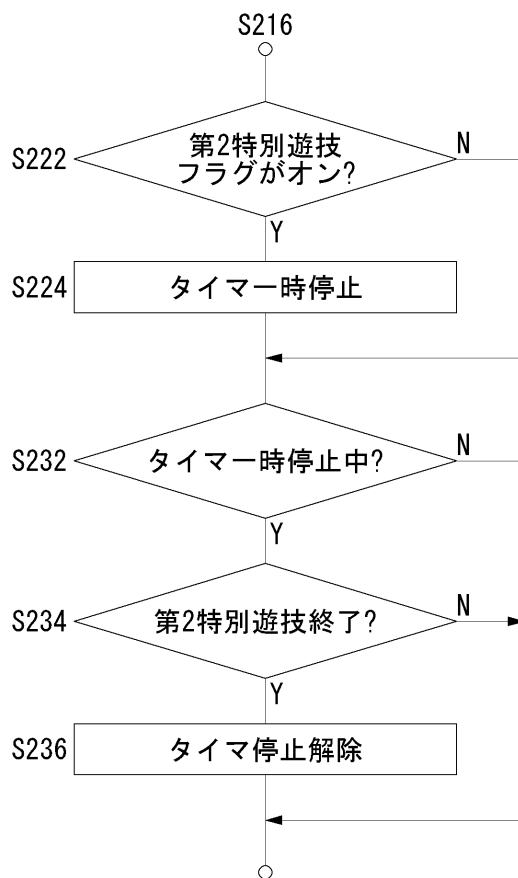 S216
S222
第2特別遊技
フラグがオン?
N
Y
S224
タイマー時停止
S232
タイマー時停止中?
N
Y
S234
第2特別遊技終了?
N
Y
S236
タイマ停止解除